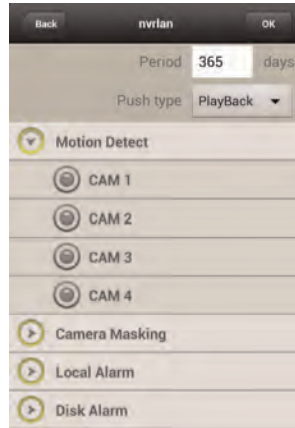 Back nvrlan OK
Period 365 days
Push type PlayBack
Motion Detect
CAM 1
CAM 2
CAM 3
CAM 4
Camera Masking
Local Alarm
Disk Alarm